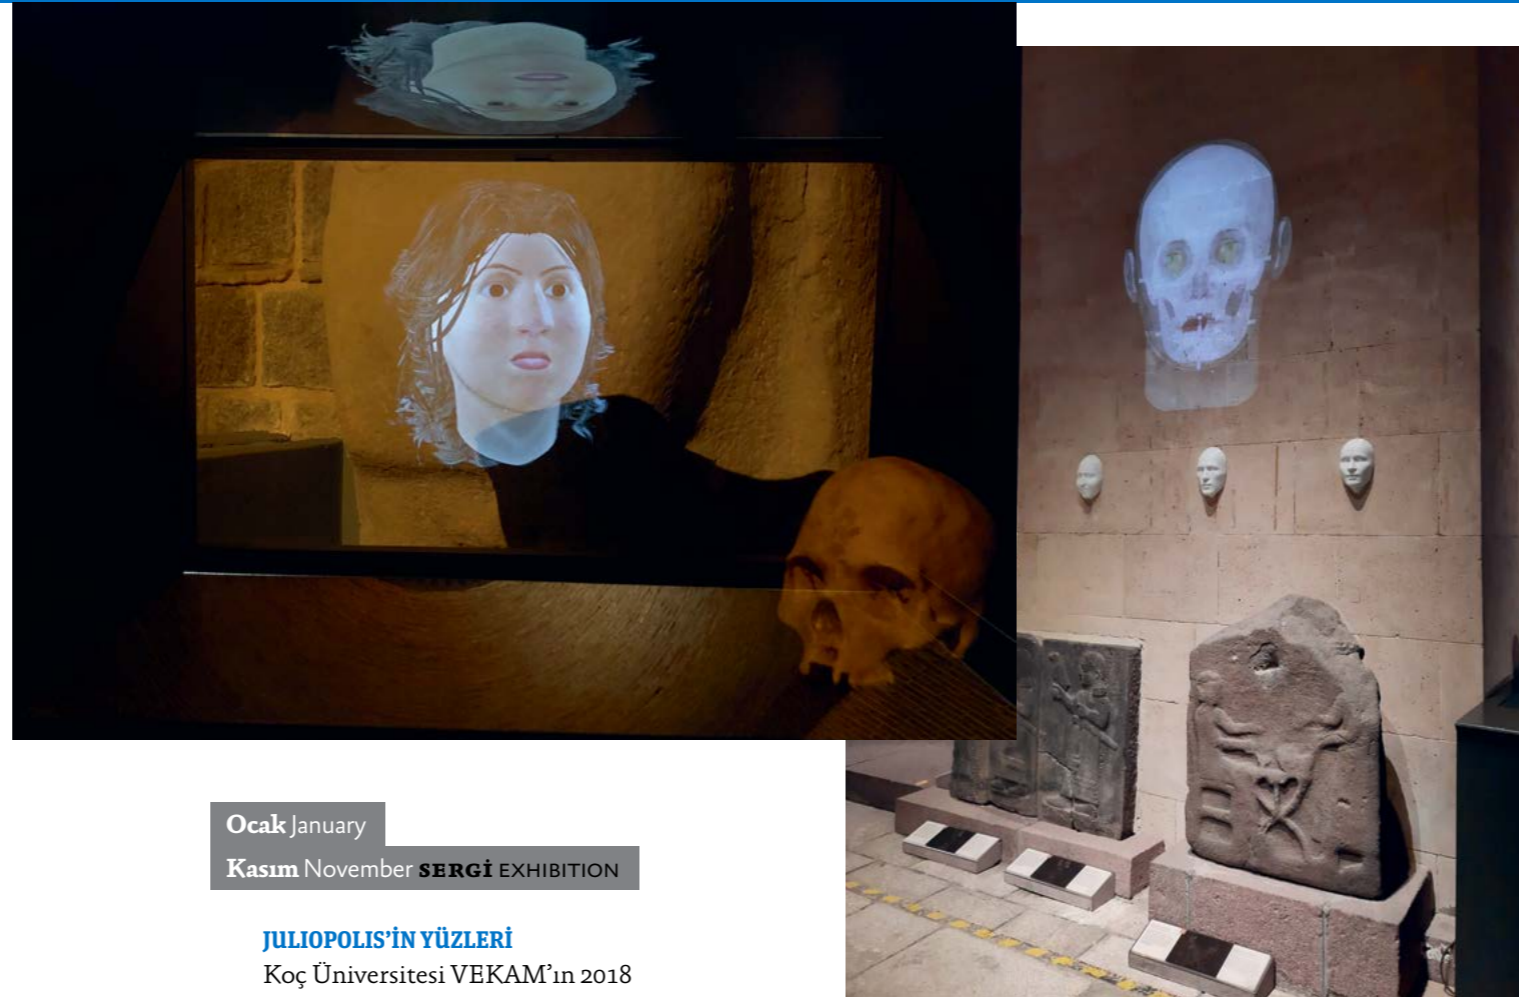 Ocak January
Kasım November SERGİ EXHIBITION
JULIOPOLIS’İN YÜZLERİ
Koç Üniversitesi VEKAM’ın 2018